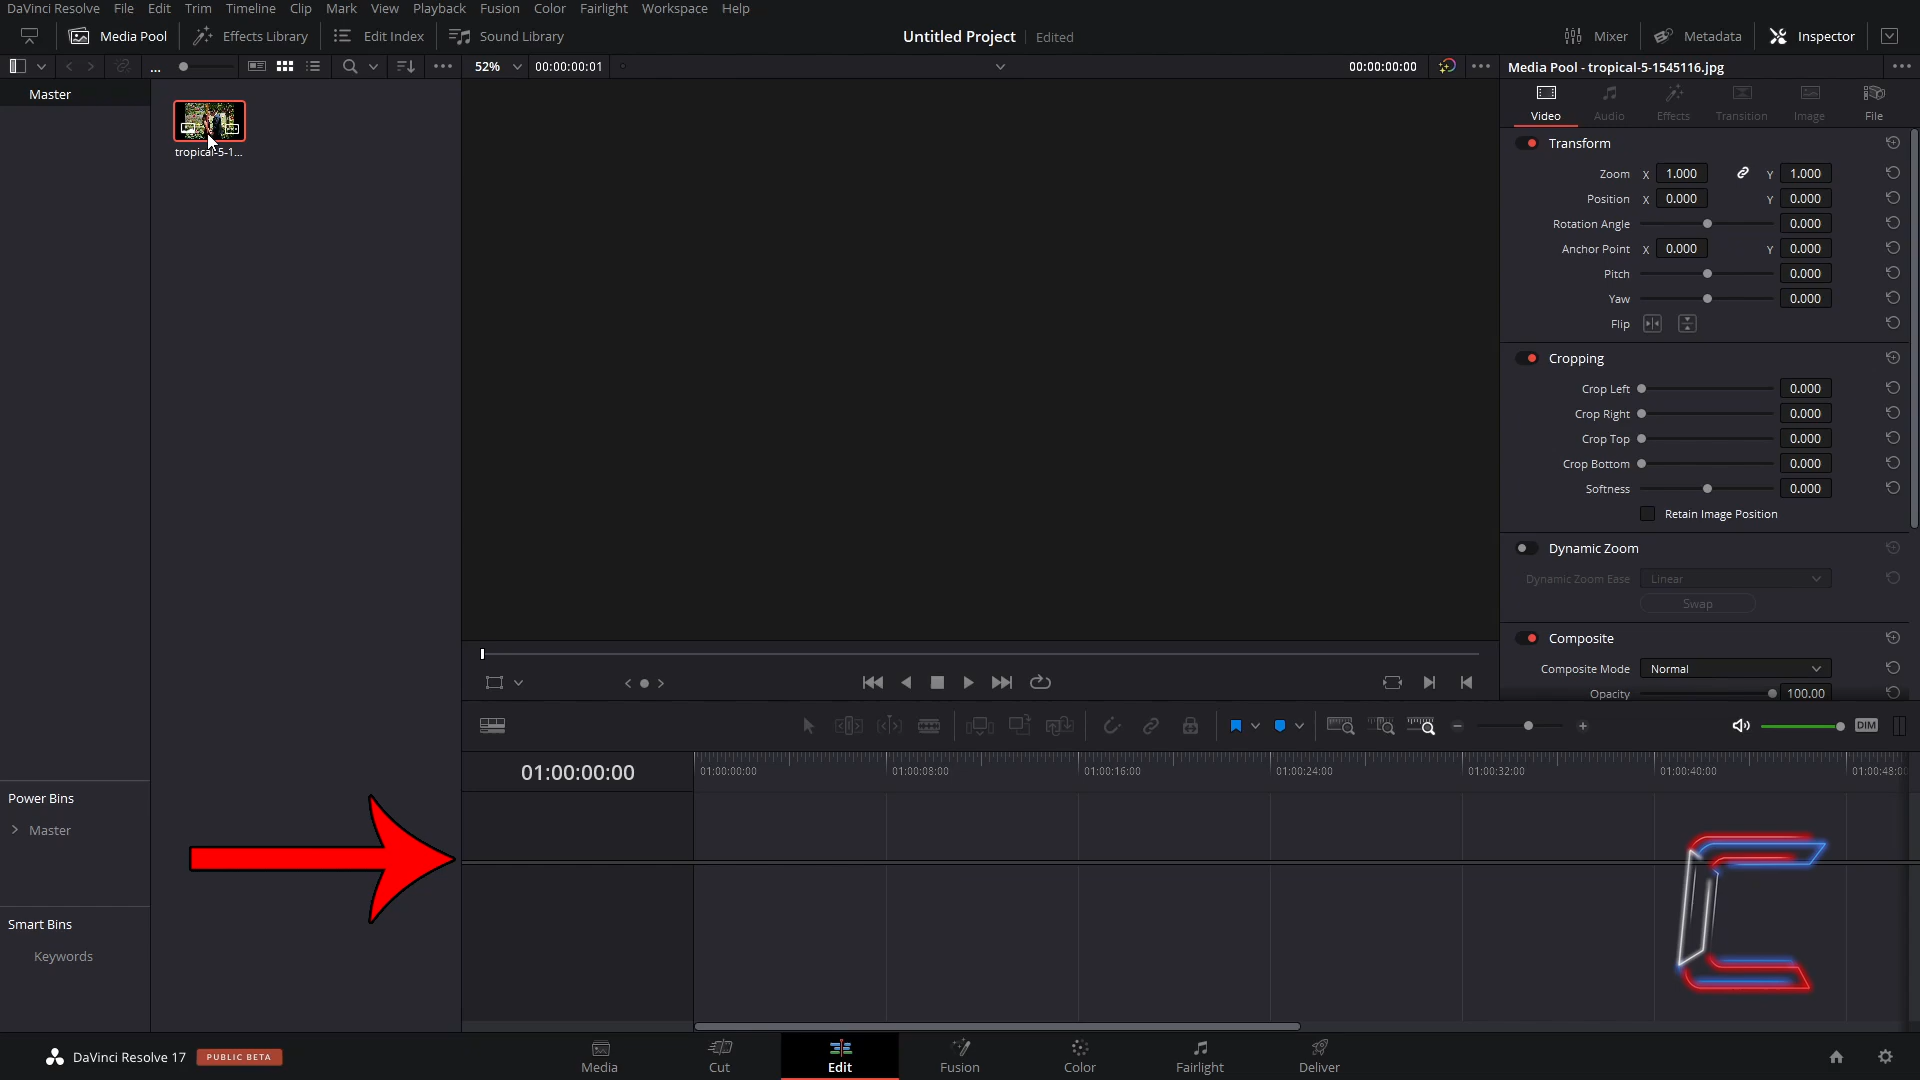 DaVinci Resolve File Edit Trim Timeline Clip Mark View Playback Fusion Color Fairlight Workspace Help
Media Pool Effects Library Edit Index Sound Library Untitled Project Edited Mixer Metadata Inspector
... 52% 00:00:00:01 00:00:00:00 Media Pool - tropical-5-1545116.jpg
Master
tropical-5-1...
Video Audio Effects Transition Image File
Transform
Zoom X 1.000 Y 1.000
Position X 0.000 Y 0.000
Rotation Angle 0.000
Anchor Point X 0.000 Y 0.000
Pitch 0.000
Yaw 0.000
Flip
Cropping
Crop Left 0.000
Crop Right 0.000
Crop Top 0.000
Crop Bottom 0.000
Softness 0.000
Retain Image Position
Dynamic Zoom
Dynamic Zoom Ease Linear
Swap
Composite
Composite Mode Normal
Opacity 100.00
DIM
01:00:00:00 01:00:00:00 01:00:08:00 01:00:16:00 01:00:24:00 01:00:32:00 01:00:40:00 01:00:48:0
Power Bins
Master
Smart Bins
Keywords
DaVinci Resolve 17 PUBLIC BETA Media Cut Edit Fusion Color Fairlight Deliver